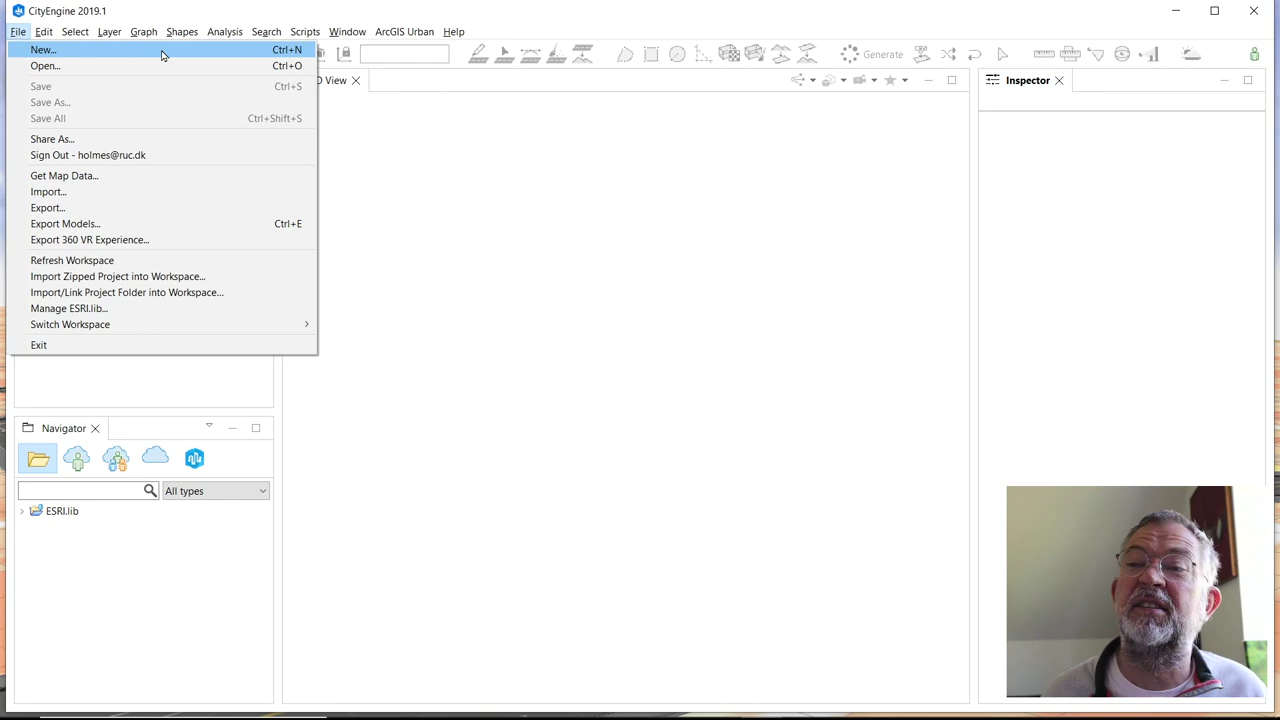 CityEngine 2019.1
File Edit Select Layer Graph Shapes Analysis Search Scripts Window ArcGIS Urban Help
New... Ctrl+N
Open... Ctrl+O
Save Ctrl+S
Save As...
Save All Ctrl+Shift+S
Share As...
Sign Out - holmes@ruc.dk
Get Map Data...
Import...
Export...
Export Models... Ctrl+E
Export 360 VR Experience...
Refresh Workspace
Import Zipped Project into Workspace...
Import/Link Project Folder into Workspace...
Manage ESRI.lib...
Switch Workspace
Exit
Generate
D View
Inspector
Navigator
All types
ESRI.lib